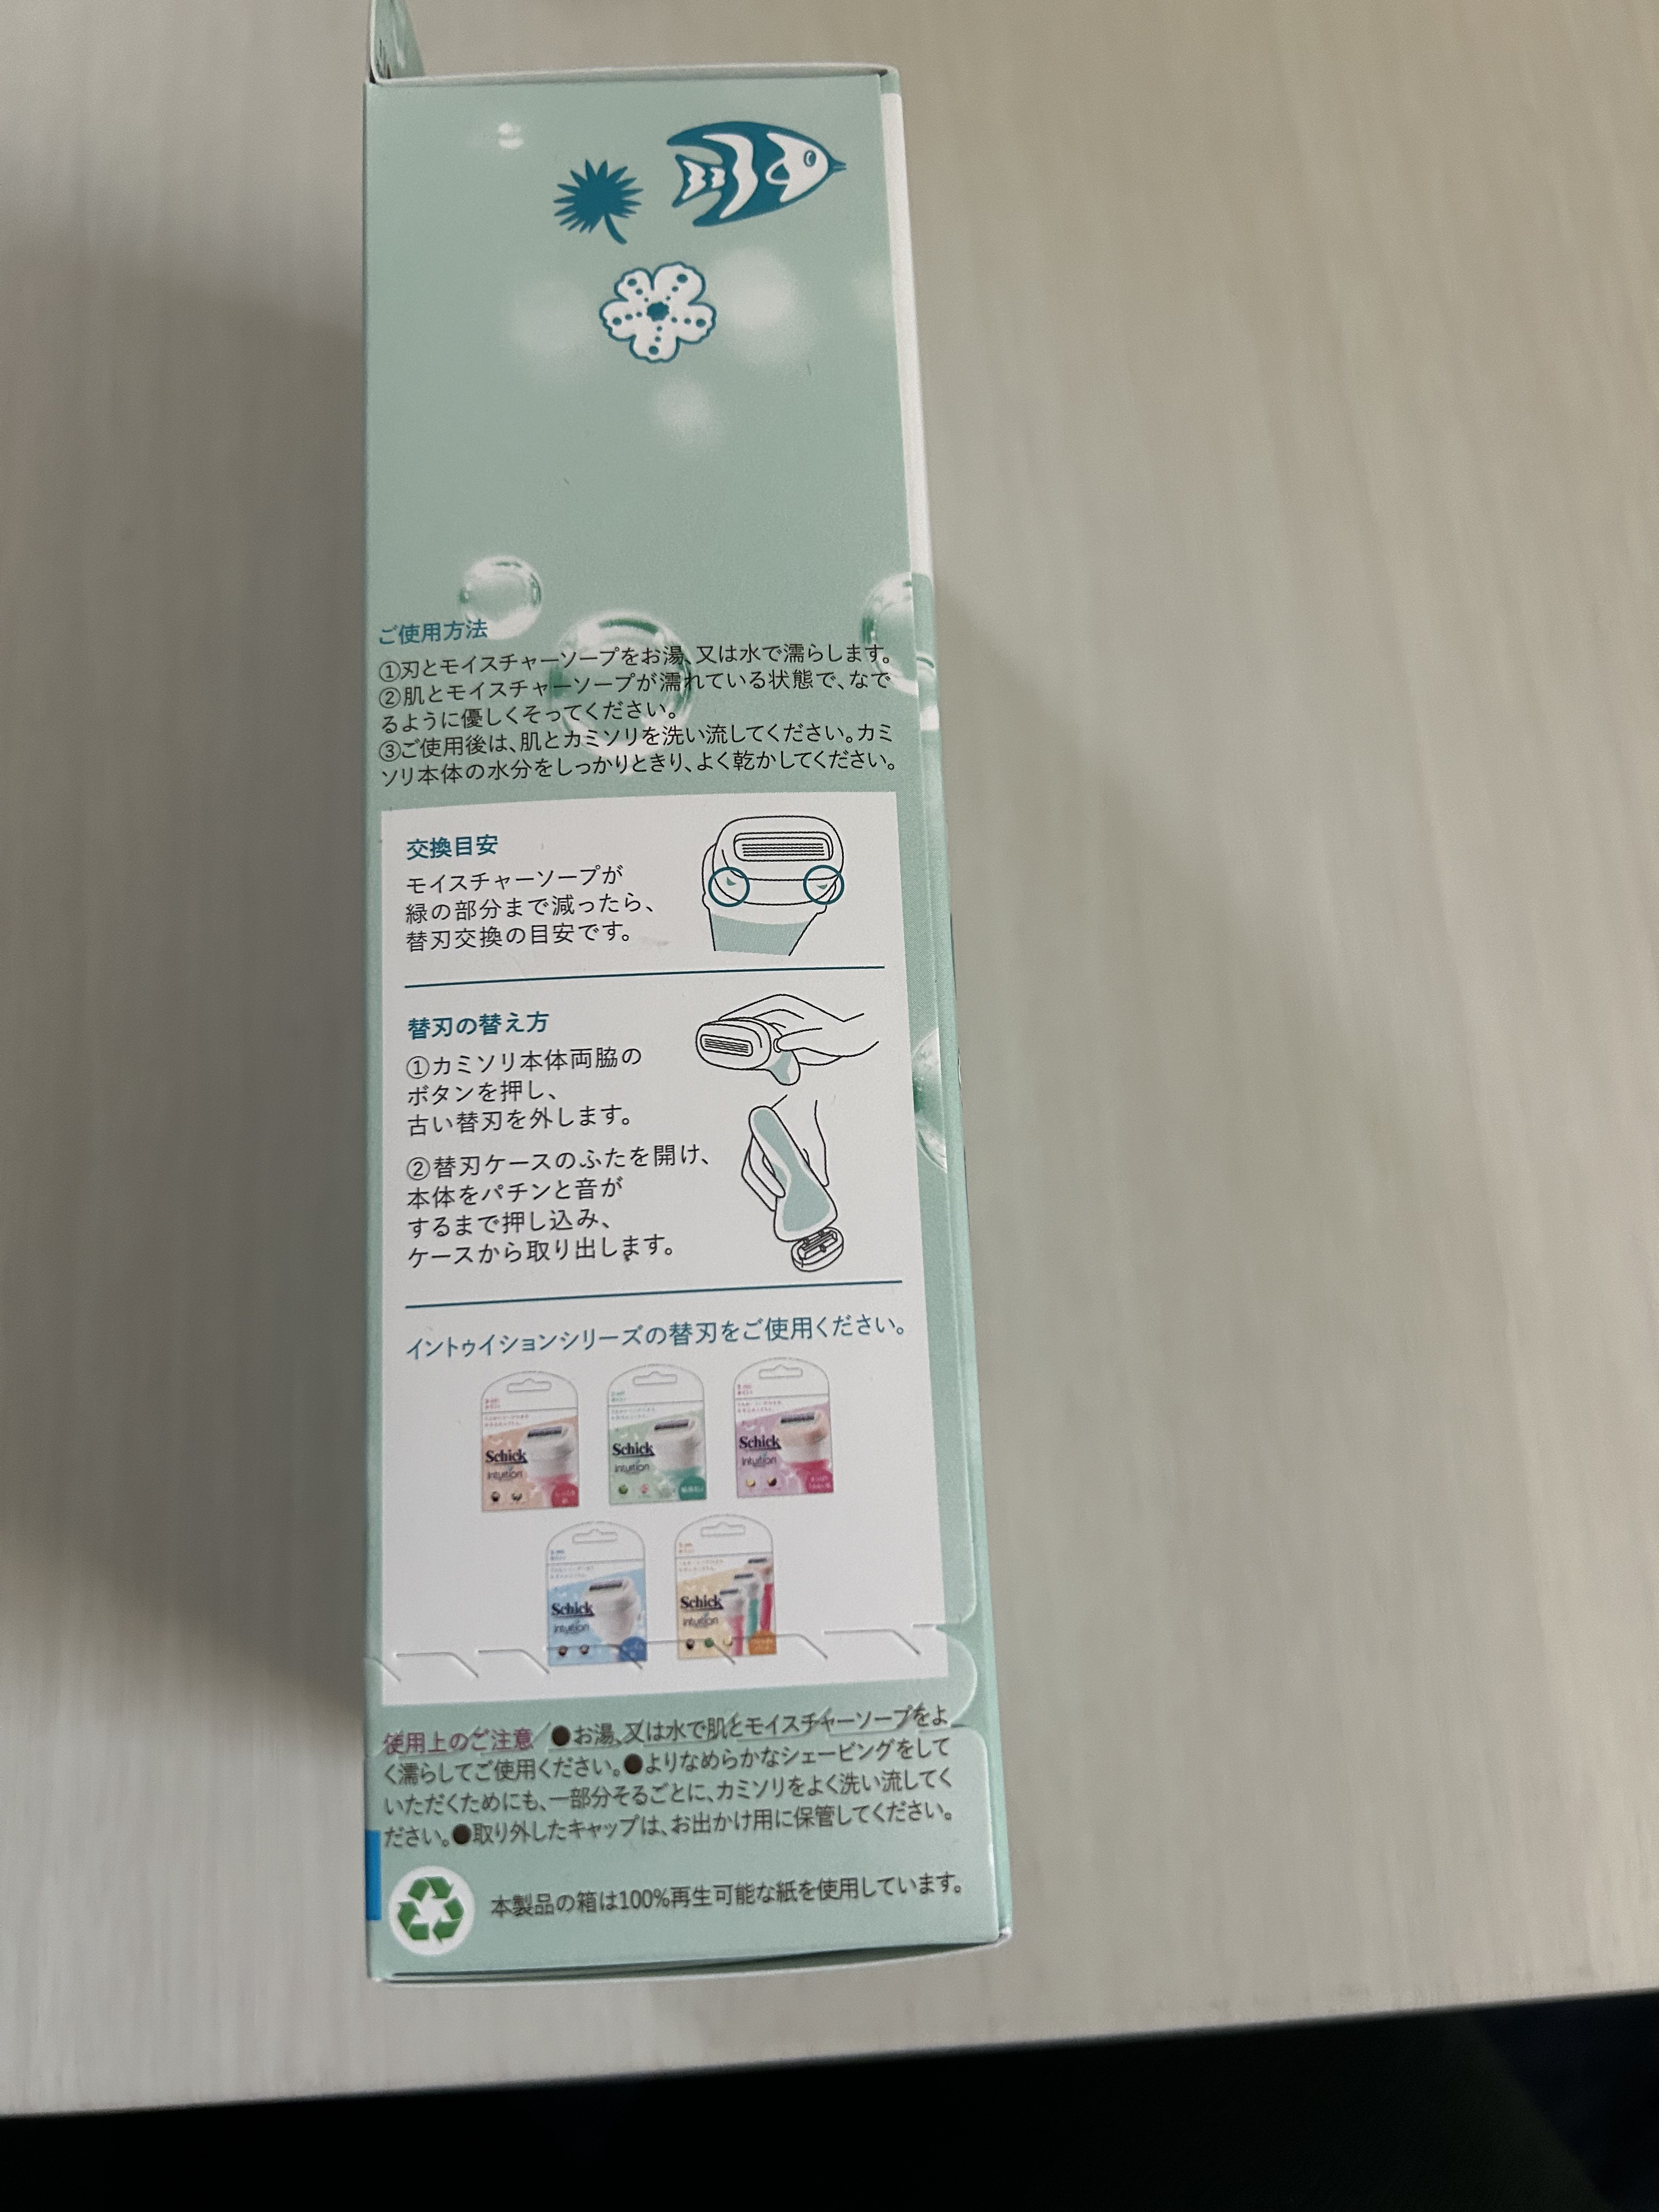 ご使用方法
①刃とモイスチャーソープをお湯、又は水で濡らします。
②肌とモイスチャーソープが濡れている状態で、なで
るように優しくそってください。
③ご使用後は、肌とカミソリを洗い流してください。カミ
ソリ本体の水分をしっかりときり、よく乾かしてください。
交換目安
モイスチャーソープが
緑の部分まで減ったら、
替刃交換の目安です。
替刃の替え方
①カミソリ本体両脇の
ボタンを押し、
古い替刃を外します。
②替刃ケースのふたを開け、
本体をパチンと音が
するまで押し込み、
ケースから取り出します。
イントゥイションシリーズの替刃をご使用ください。
Schick
intuition
Schick
intuition
Schick
intuition
Schick
intuition
Schick
intuition
使用上のご注意/●お湯、又は水で肌とモイスチャーソープをよ
く濡らしてご使用ください。●よりなめらかなシェービングをして
いただくためにも、一部分そるごとに、カミソリをよく洗い流してく
ださい。●取り外したキャップは、お出かけ用に保管してください。
本製品の箱は100%再生可能な紙を使用しています。